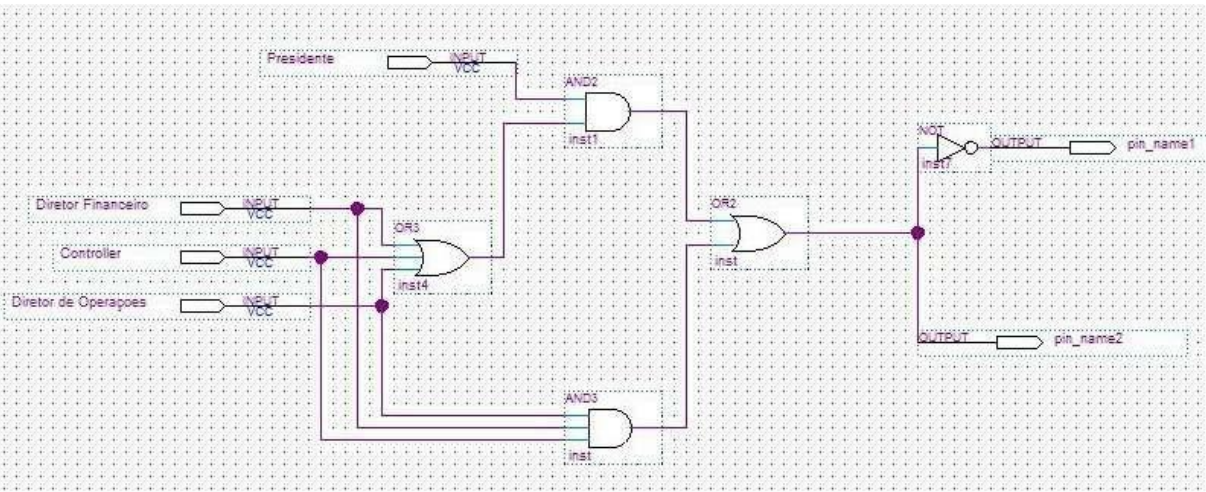 Presidente
INPUT
VCC
AND2
inst1
NOT
inst7
OUTPUT
pin_name1
Diretor Financeiro
INPUT
VCC
OR3
inst4
OR2
inst
Controller
INPUT
VCC
Diretor de Operaçoes
INPUT
VCC
OUTPUT
pin_name2
AND3
inst